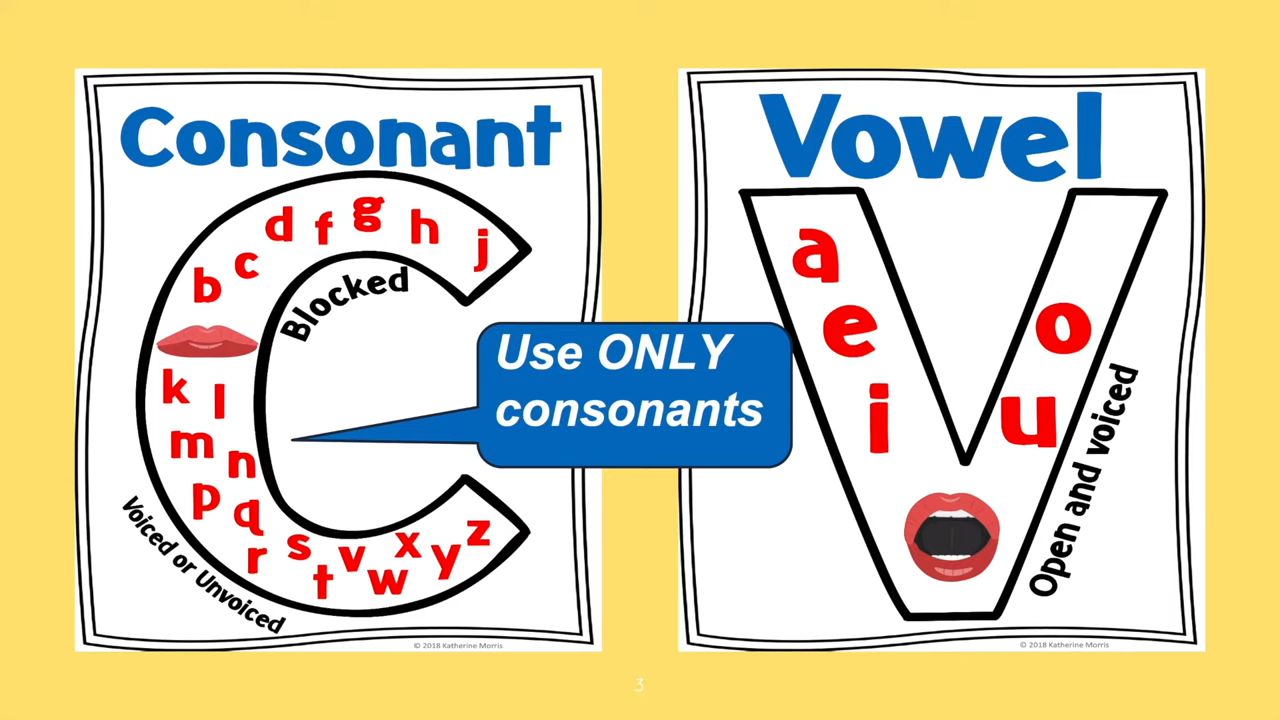 Consonant
d f g h j
b c
Blocked
k l
m n
p q
r s t v w x y z
Voiced or Unvoiced
© 2018 Katherine Morris
Use ONLY
consonants
Vowel
a
e
i
o
u
Open and voiced
© 2018 Katherine Morris
3